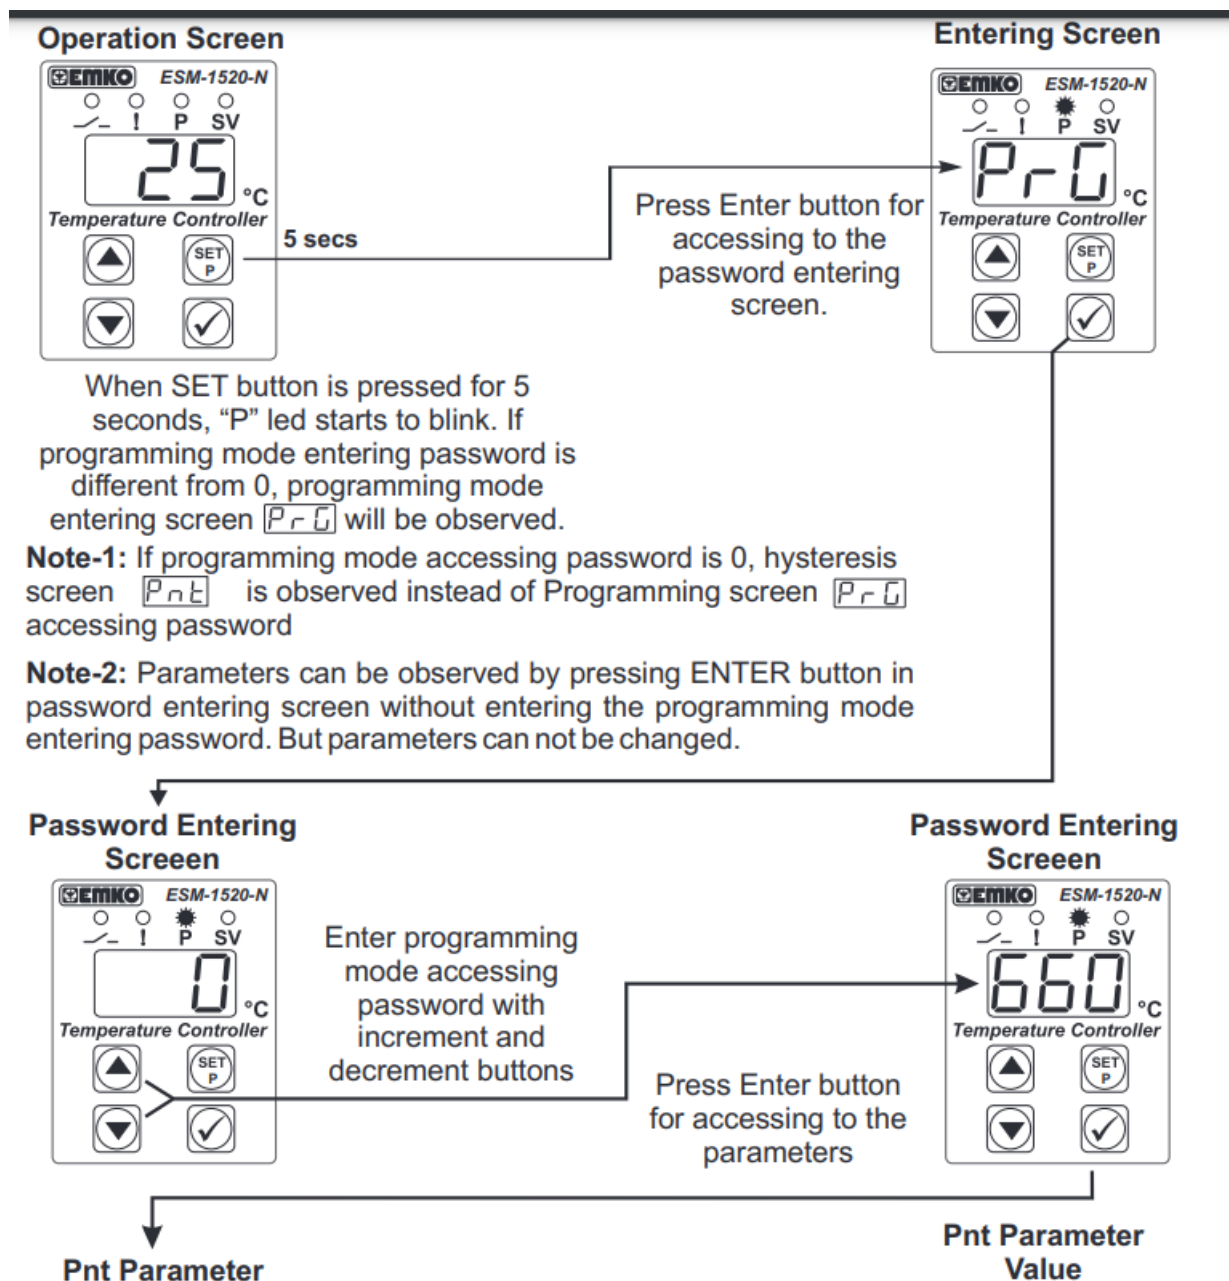 Operation Screen
Entering Screen
EMKO ESM-1520-N
! P SV
25 °C
Temperature Controller
SET
P
5 secs
Press Enter button for
accessing to the
password entering
screen.
EMKO ESM-1520-N
! P SV
PrG °C
Temperature Controller
SET
P
When SET button is pressed for 5
seconds, “P” led starts to blink. If
programming mode entering password is
different from 0, programming mode
entering screen PrG will be observed.
Note-1: If programming mode accessing password is 0, hysteresis
screen Pnt is observed instead of Programming screen PrG
accessing password
Note-2: Parameters can be observed by pressing ENTER button in
password entering screen without entering the programming mode
entering password. But parameters can not be changed.
Password Entering
Screeen
EMKO ESM-1520-N
! P SV
0 °C
Temperature Controller
SET
P
Enter programming
mode accessing
password with
increment and
decrement buttons
Press Enter button
for accessing to the
parameters
Password Entering
Screeen
EMKO ESM-1520-N
! P SV
660 °C
Temperature Controller
SET
P
Pnt Parameter
Pnt Parameter
Value